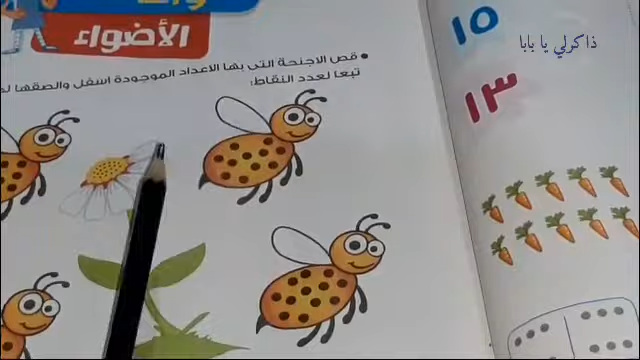 الأضواء
• قص الاجنحة التى بها الاعداد الموجودة اسفل والصقها
تبعا لعدد النقاط:
١٥
١٣
ذاكرلي يا بابا